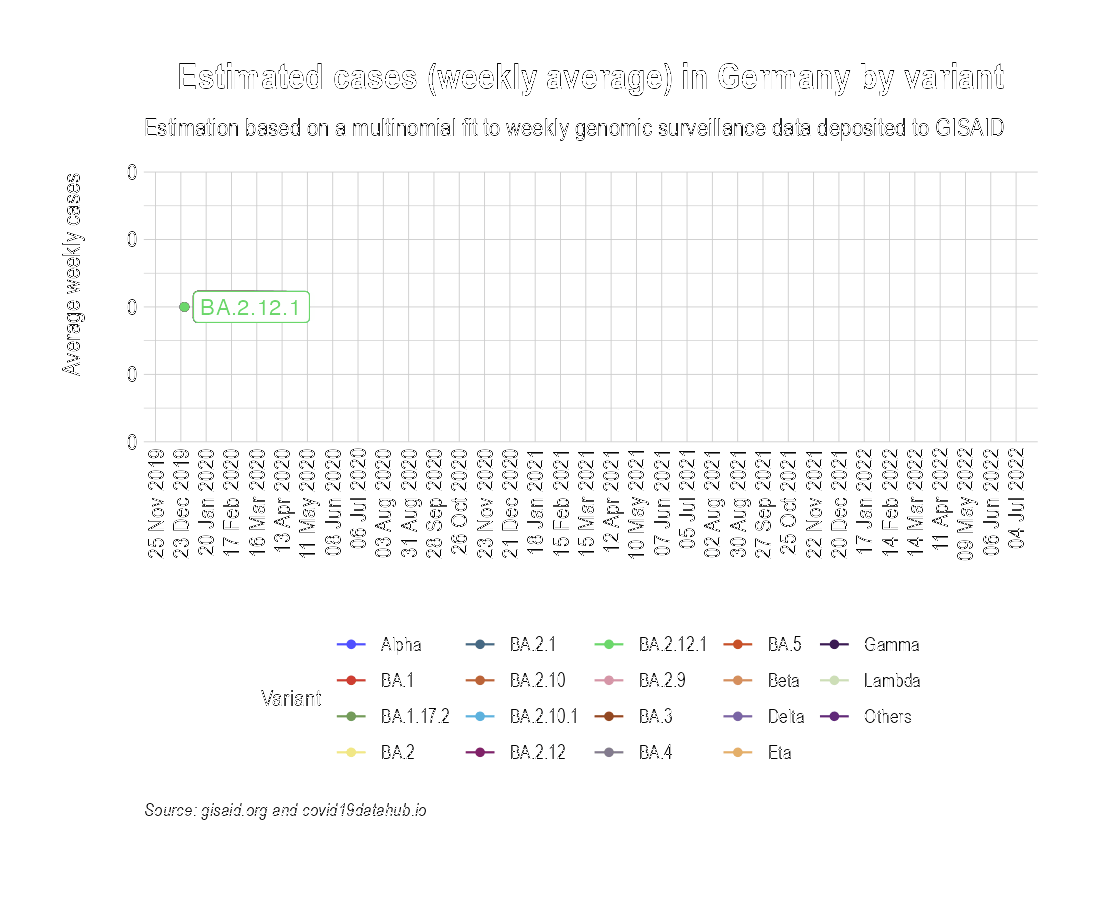 Estimated cases (weekly average) in Germany by variant
Estimation based on a multinomial fit to weekly genomic surveillance data deposited to GISAID
Average weekly cases
0
0
0
0
0
BA.2.12.1
25 Nov 2019
23 Dec 2019
20 Jan 2020
17 Feb 2020
16 Mar 2020
13 Apr 2020
11 May 2020
08 Jun 2020
06 Jul 2020
03 Aug 2020
31 Aug 2020
28 Sep 2020
26 Oct 2020
23 Nov 2020
21 Dec 2020
18 Jan 2021
15 Feb 2021
15 Mar 2021
12 Apr 2021
10 May 2021
07 Jun 2021
05 Jul 2021
02 Aug 2021
30 Aug 2021
27 Sep 2021
25 Oct 2021
22 Nov 2021
20 Dec 2021
17 Jan 2022
14 Feb 2022
14 Mar 2022
11 Apr 2022
09 May 2022
06 Jun 2022
04 Jul 2022
Variant
Alpha
BA.1
BA.1.17.2
BA.2
BA.2.1
BA.2.10
BA.2.10.1
BA.2.12
BA.2.12.1
BA.2.9
BA.3
BA.4
BA.5
Beta
Delta
Eta
Gamma
Lambda
Others
Source: gisaid.org and covid19datahub.io